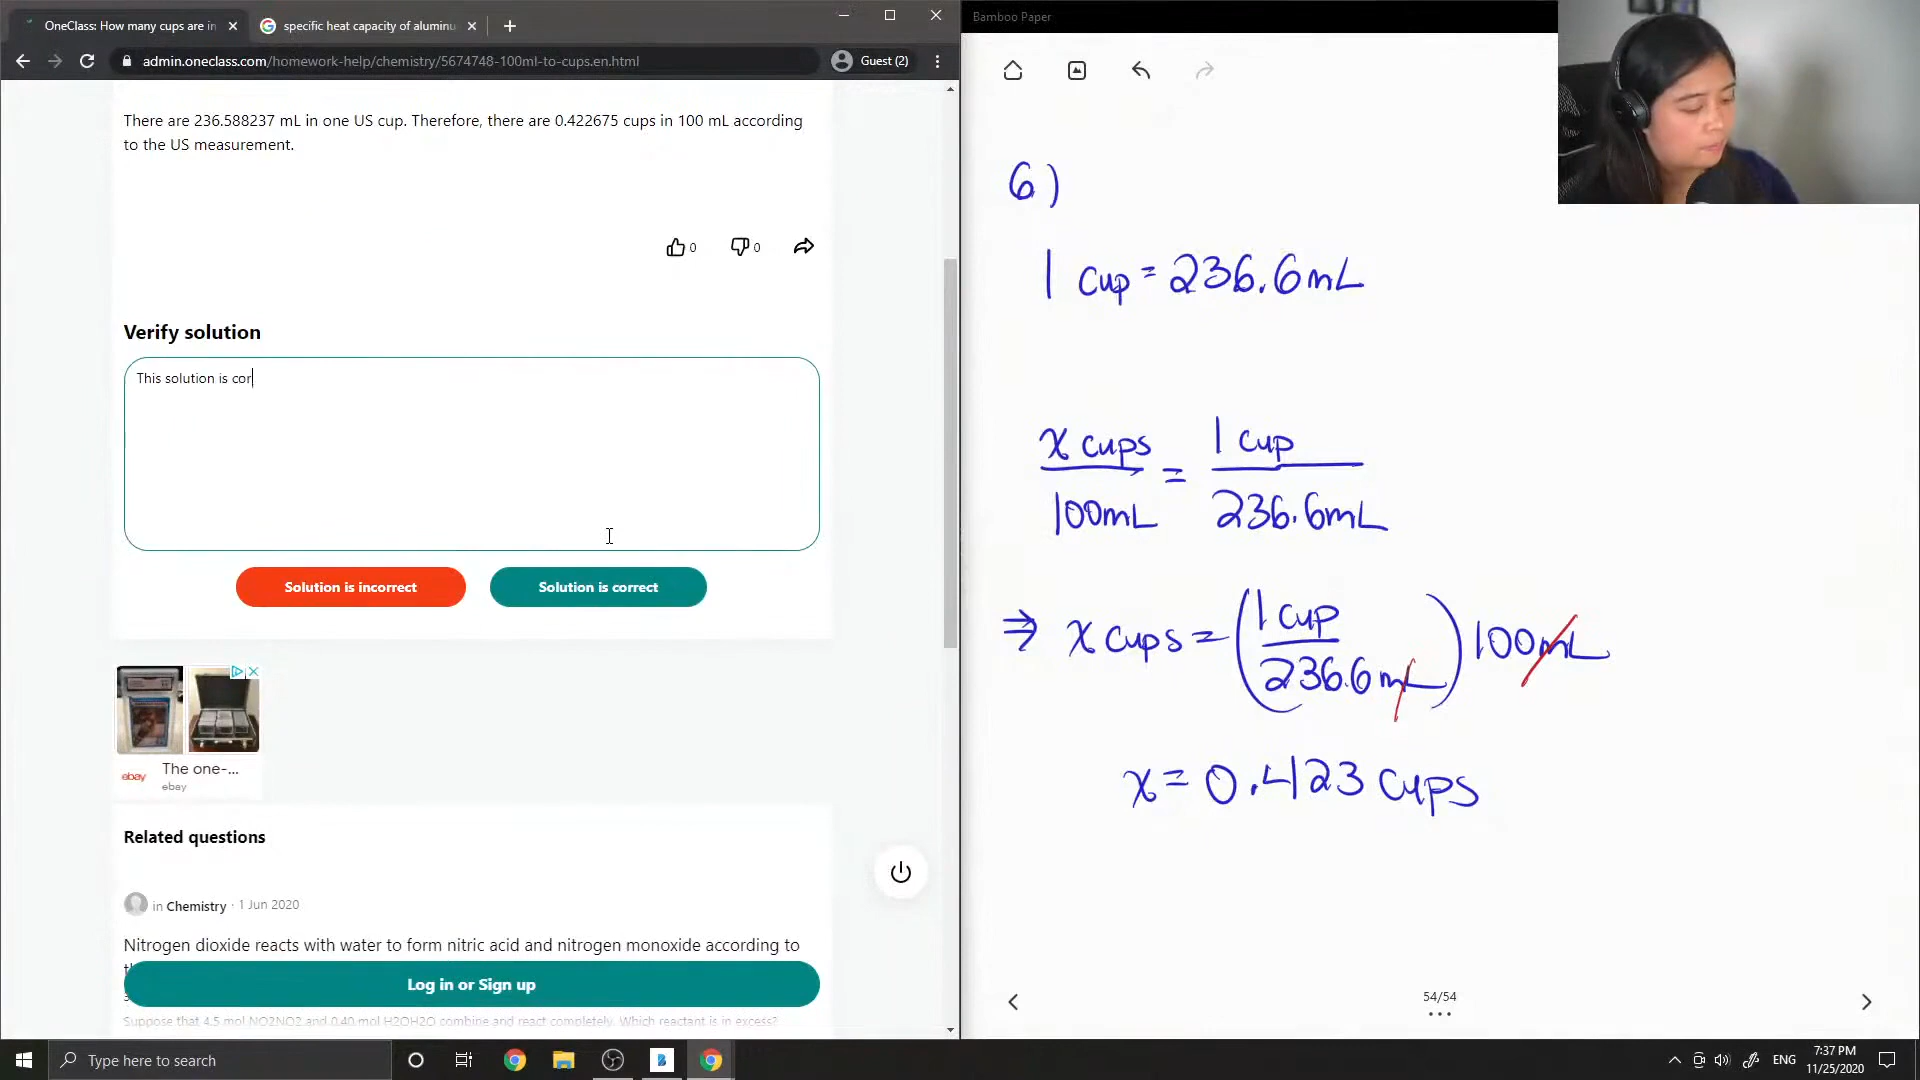 OneClass: How many cups are in
specific heat capacity of aluminu
admin.oneclass.com/homework-help/chemistry/5674748-100ml-to-cups.en.html
Guest (2)
There are 236.588237 mL in one US cup. Therefore, there are 0.422675 cups in 100 mL according
to the US measurement.
0
0
Verify solution
This solution is cor
Solution is incorrect
Solution is correct
The one-...
ebay
ebay
Related questions
in Chemistry · 1 Jun 2020
Nitrogen dioxide reacts with water to form nitric acid and nitrogen monoxide according to
Log in or Sign up
Suppose that 4.5 mol NO2NO2 and 0.40 mol H2OH2O combine and react completely. Which reactant is in excess?
Bamboo Paper
6)
1 cup = 236.6mL
x cups = 1 cup
100mL 236.6mL
⇒ x cups = (1 cup / 236.6mL) 100mL
x = 0.423 cups
54/54
Type here to search
ENG
7:37 PM
11/25/2020